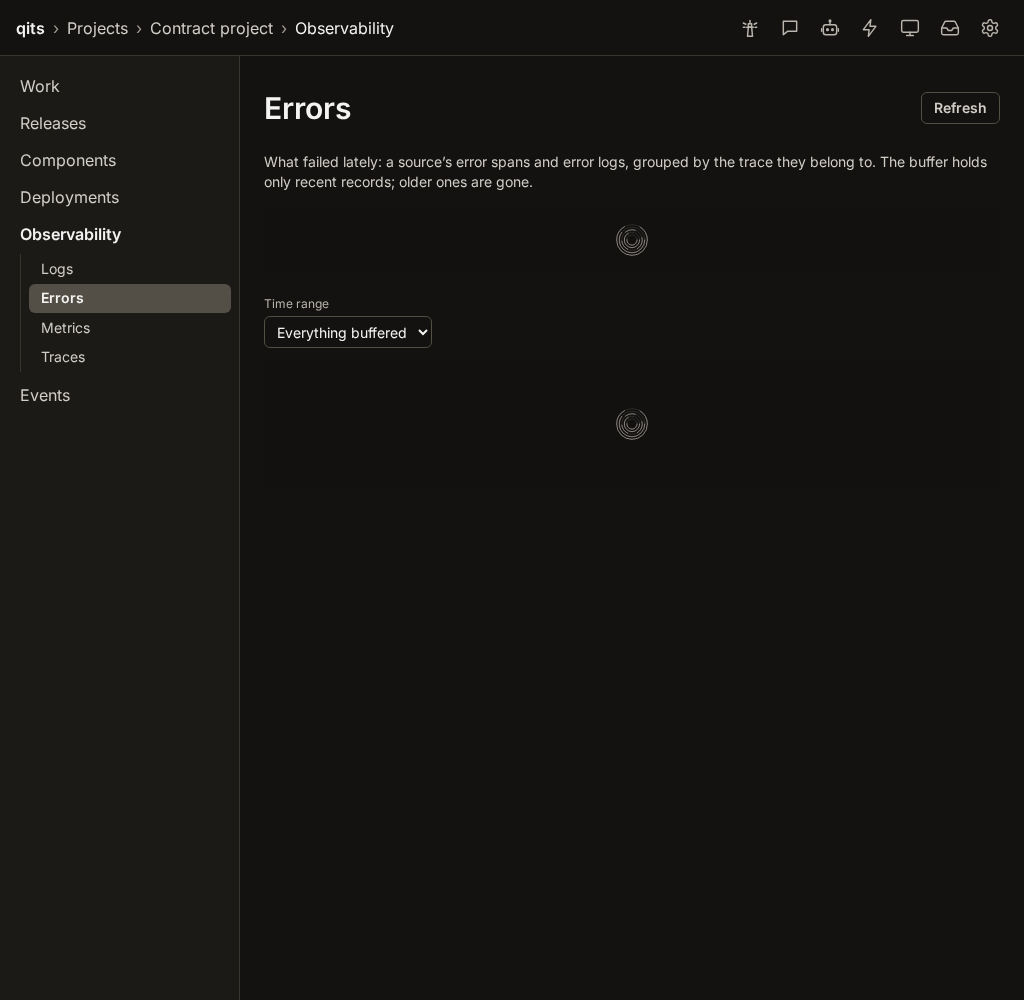 qits › Projects › Contract project › Observability
Work
Releases
Components
Deployments
Observability
Logs
Errors
Metrics
Traces
Events
Errors
Refresh
What failed lately: a source’s error spans and error logs, grouped by the trace they belong to. The buffer holds
only recent records; older ones are gone.
Time range
Everything buffered